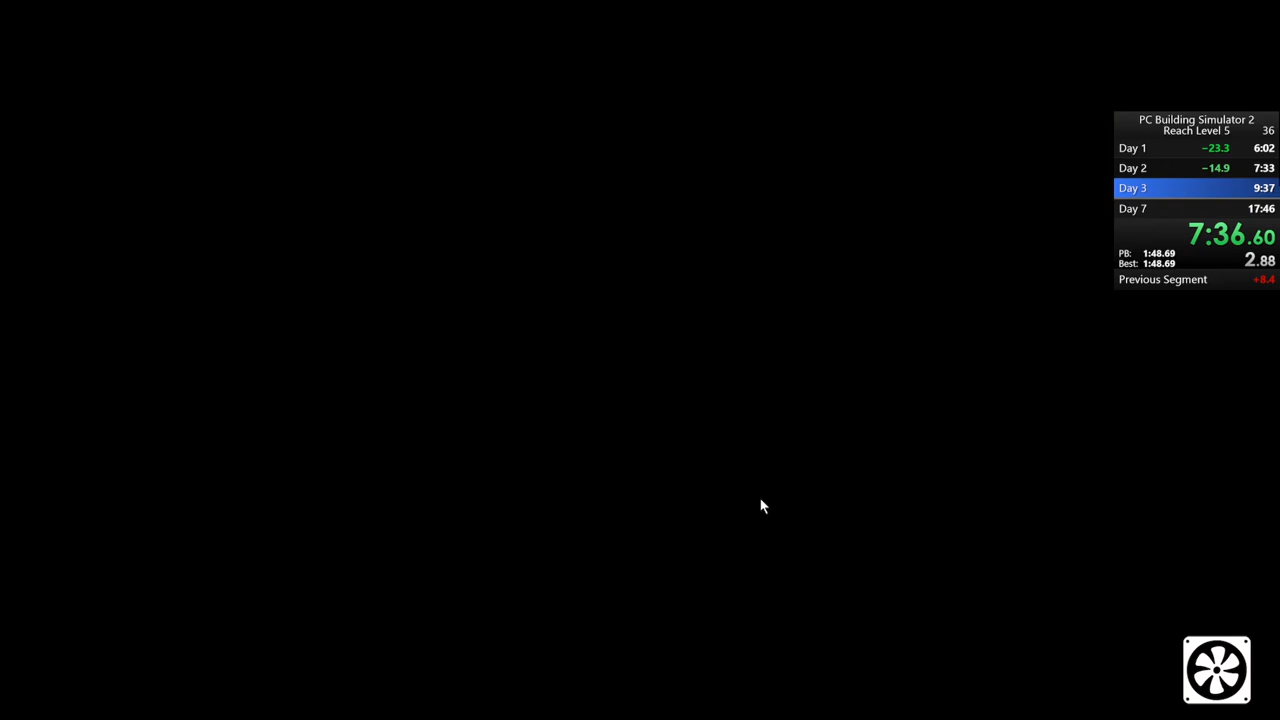 PC Building Simulator 2
Reach Level 5 36
Day 1 -23.3 6:02
Day 2 -14.9 7:33
Day 3 9:37
Day 7 17:46
7:36.60
PB: 1:48.69
Best: 1:48.69 2.88
Previous Segment +8.4